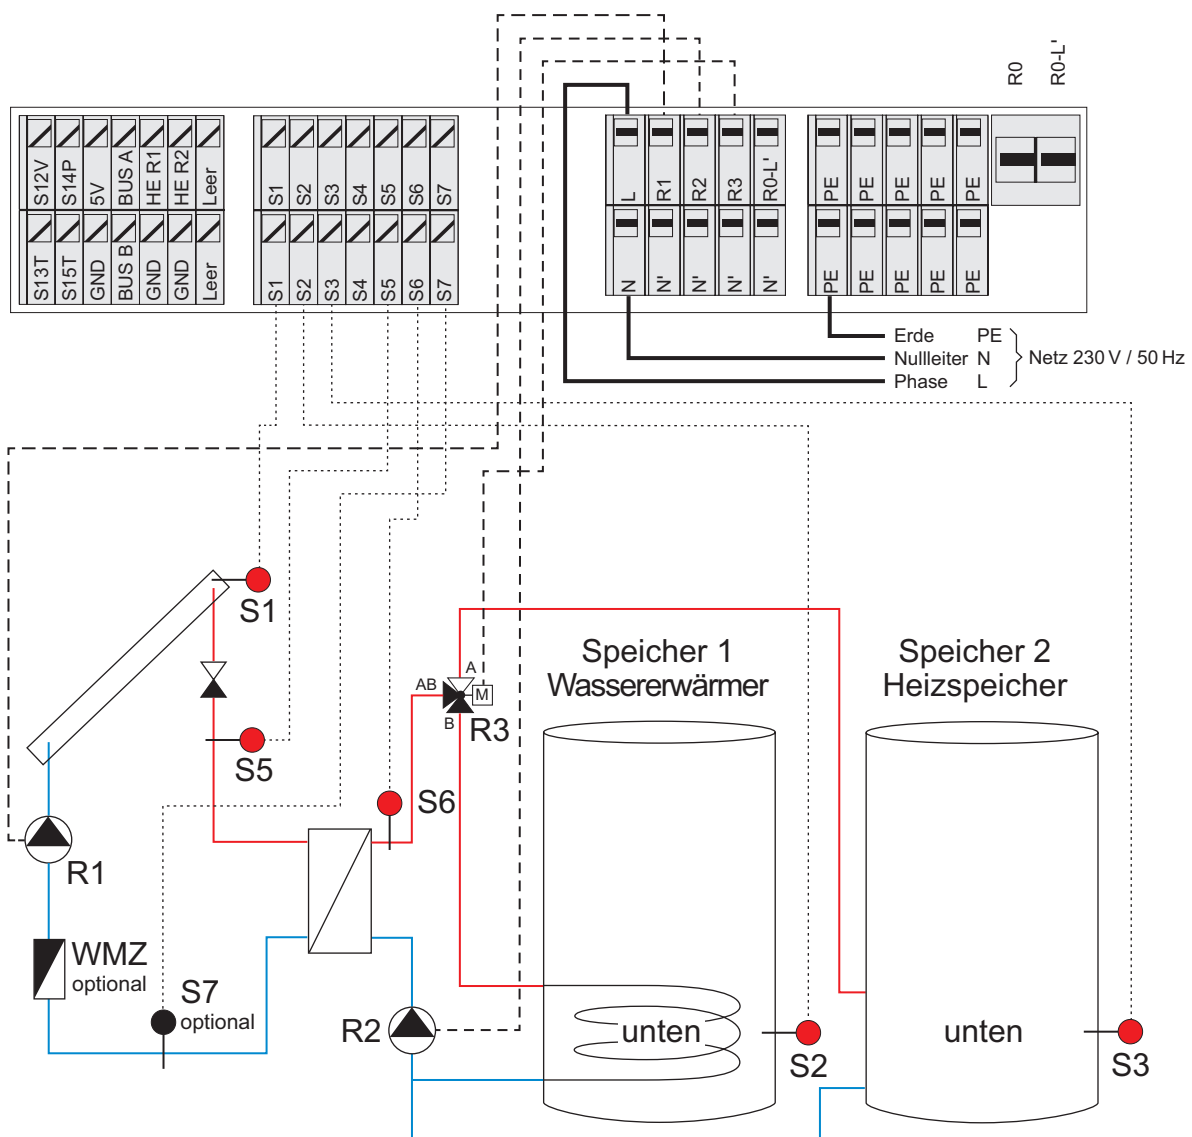 R0
R0-L'
S12V
S14P
5V
BUS A
HE R1
HE R2
Leer
S1
S2
S3
S4
S5
S6
S7
L
R1
R2
R3
R0-L'
PE
PE
PE
PE
PE
S13T
S15T
GND
BUS B
GND
GND
Leer
S1
S2
S3
S4
S5
S6
S7
N
N'
N'
N'
N'
PE
PE
PE
PE
PE
Erde PE
Nullleiter N
Phase L
Netz 230 V / 50 Hz
S1
Speicher 1
Wassererwärmer
Speicher 2
Heizspeicher
A
AB
M
B
R3
S5
S6
R1
WMZ
optional
S7
optional
R2
unten
S2
unten
S3